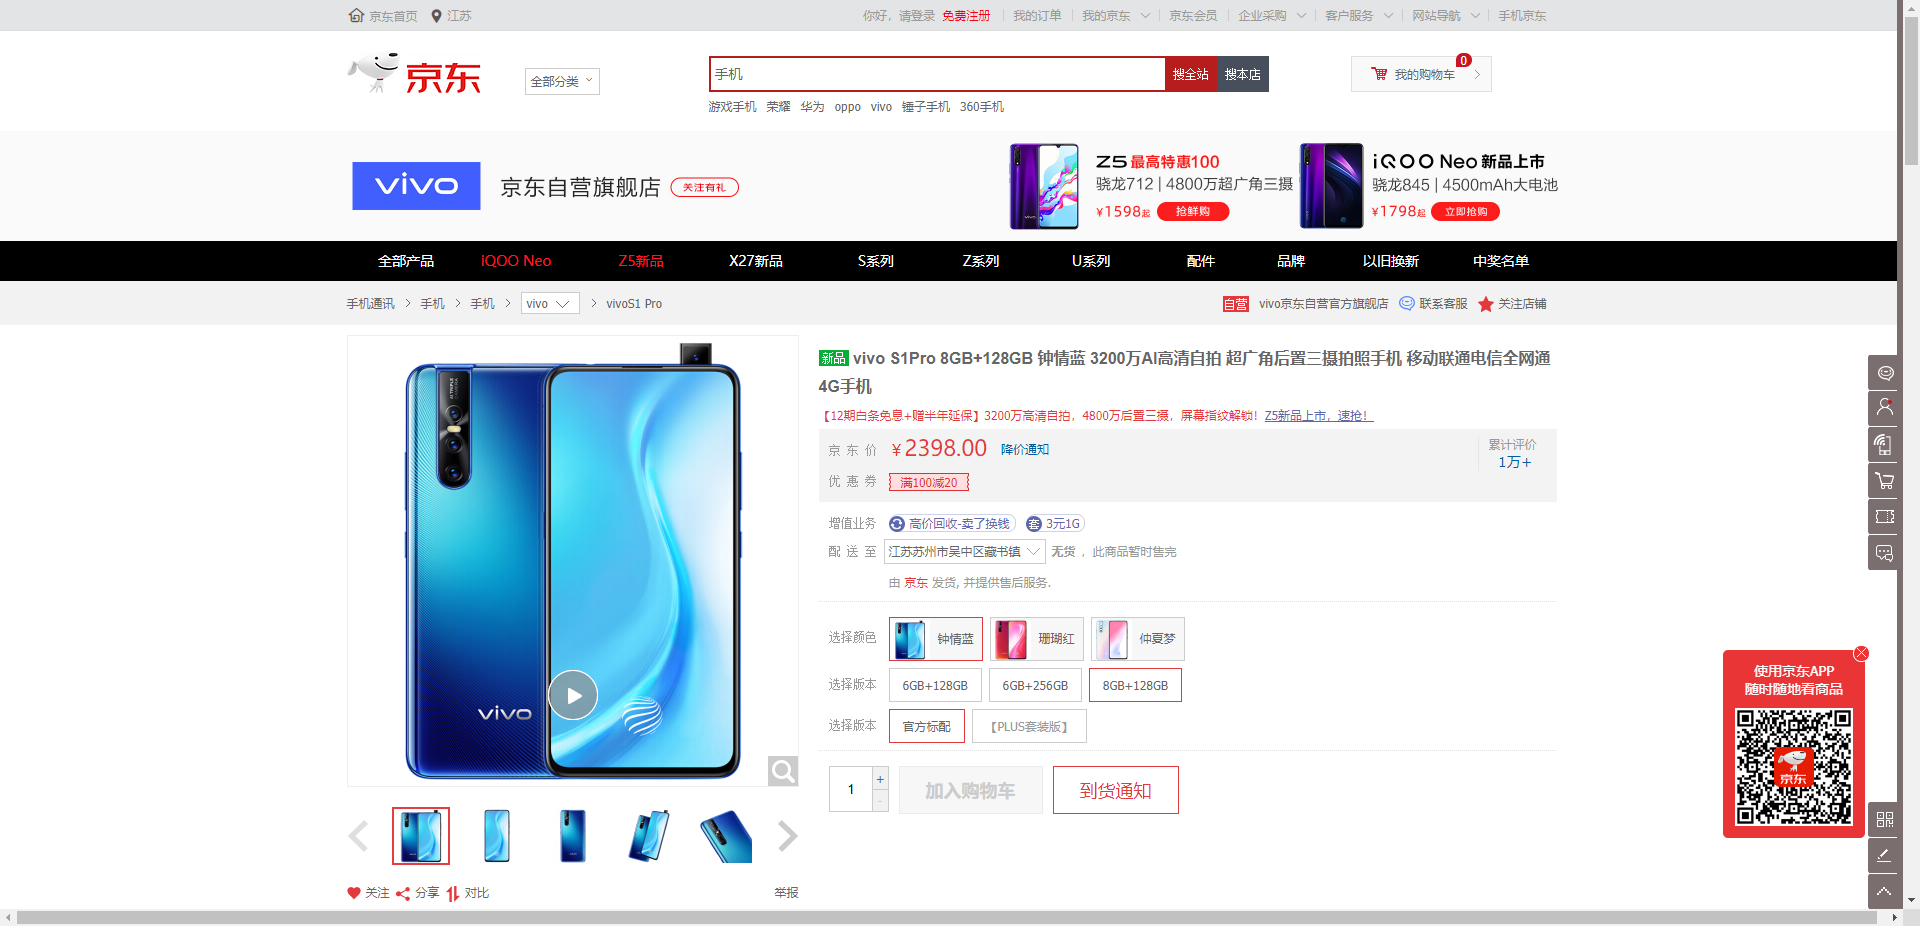 京东首页 江苏
你好，请登录 免费注册 我的订单 我的京东 京东会员 企业采购 客户服务 网站导航 手机京东
京东
全部分类
手机
搜全站 搜本店
0
我的购物车
游戏手机 荣耀 华为 oppo vivo 锤子手机 360手机
vivo 京东自营旗舰店 关注有礼
Z5 最高特惠100
骁龙712 | 4800万超广角三摄
¥1598起 抢鲜购
iQOO Neo 新品上市
骁龙845 | 4500mAh大电池
¥1798起 立即抢购
全部产品 iQOO Neo Z5新品 X27新品 S系列 Z系列 U系列 配件 品牌 以旧换新 中奖名单
手机通讯 > 手机 > 手机 > vivo > vivoS1 Pro
自营 vivo京东自营官方旗舰店 联系客服 关注店铺
AI TRIPLE
CAMERA
vivo
新品 vivo S1Pro 8GB+128GB 钟情蓝 3200万AI高清自拍 超广角后置三摄拍照手机 移动联通电信全网通
4G手机
【12期白条免息+赠半年延保】3200万高清自拍，4800万后置三摄，屏幕指纹解锁！Z5新品上市，速抢！
京东价 ¥2398.00 降价通知
累计评价
1万+
优惠券 满100减20
增值业务 高价回收-卖了换钱 套 3元1G
配送至 江苏苏州市吴中区藏书镇 无货 ，此商品暂时售完
由 京东 发货, 并提供售后服务.
选择颜色 钟情蓝 珊瑚红 仲夏梦
选择版本 6GB+128GB 6GB+256GB 8GB+128GB
选择版本 官方标配 【PLUS套装版】
1 + - 加入购物车 到货通知
关注 分享 对比 举报
使用京东APP
随时随地看商品
京东